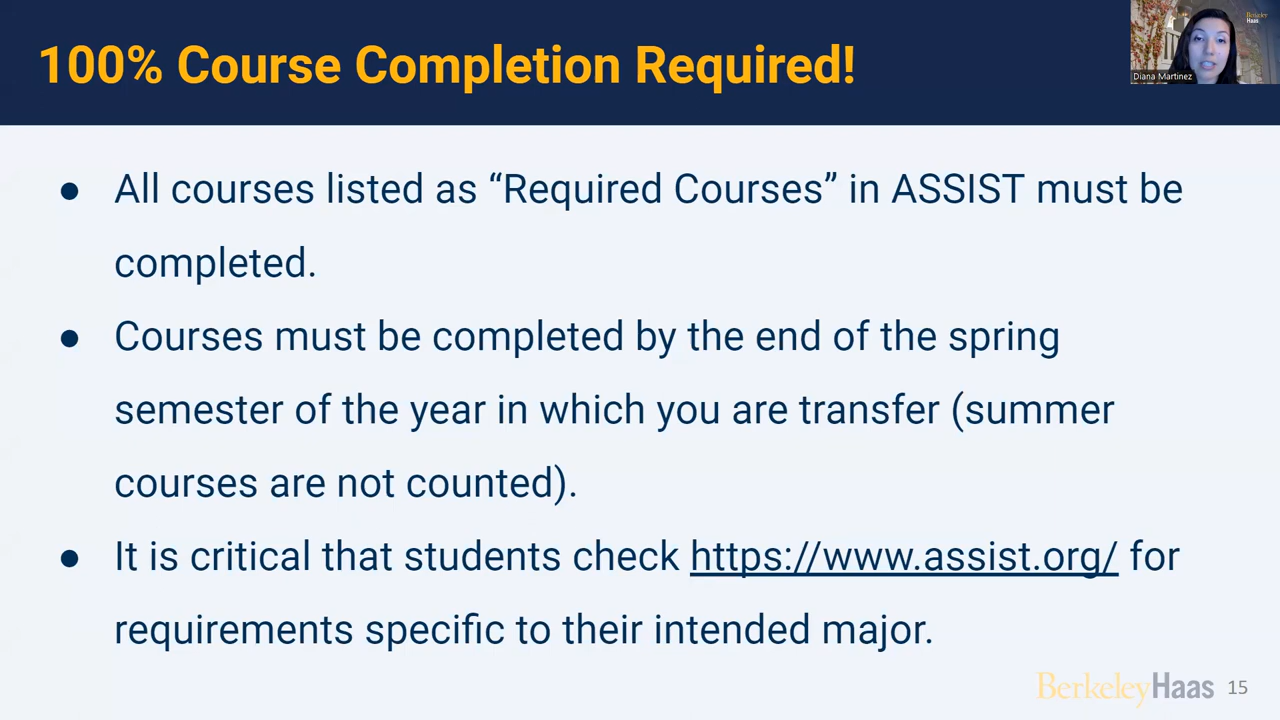 100% Course Completion Required!
Berkeley
Haas
Diana Martinez
● All courses listed as “Required Courses” in ASSIST must be
completed.
● Courses must be completed by the end of the spring
semester of the year in which you are transfer (summer
courses are not counted).
● It is critical that students check https://www.assist.org/ for
requirements specific to their intended major.
BerkeleyHaas 15